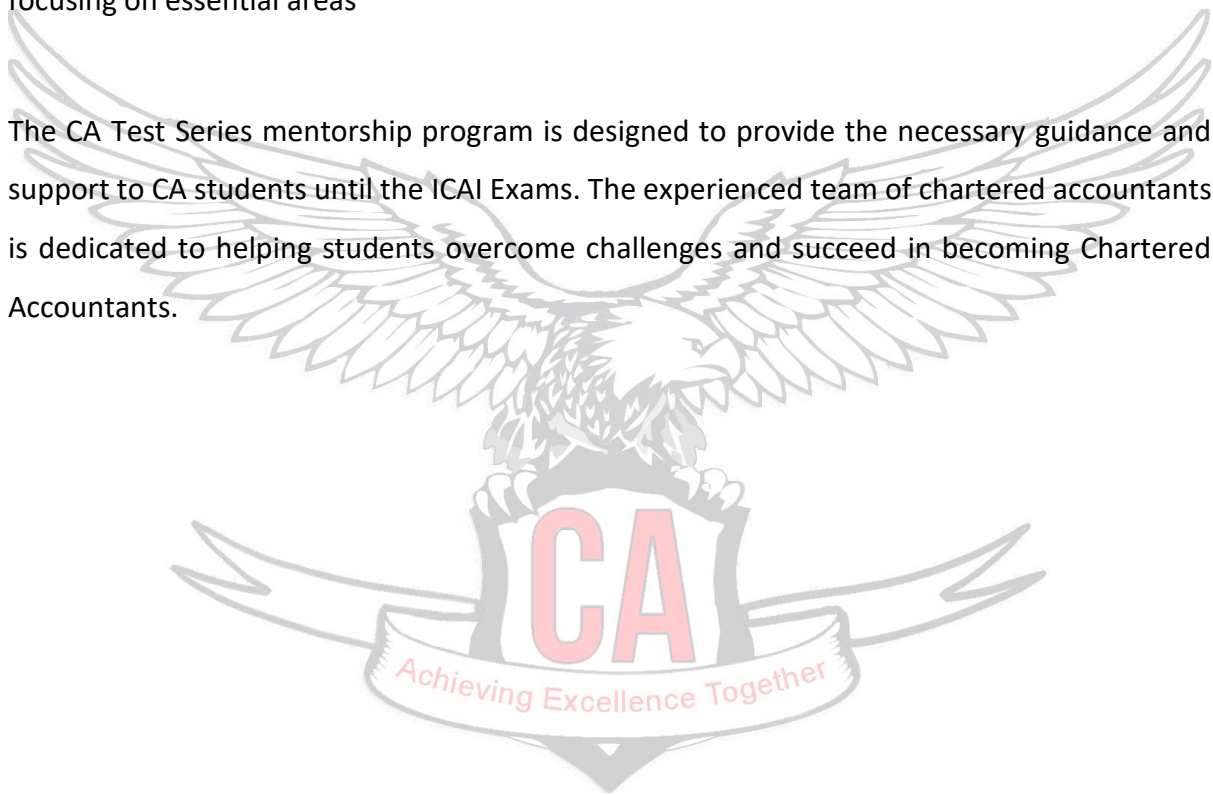 focusing on essential areas
The CA Test Series mentorship program is designed to provide the necessary guidance and
support to CA students until the ICAI Exams. The experienced team of chartered accountants
is dedicated to helping students overcome challenges and succeed in becoming Chartered
Accountants.
CA
Achieving Excellence Together